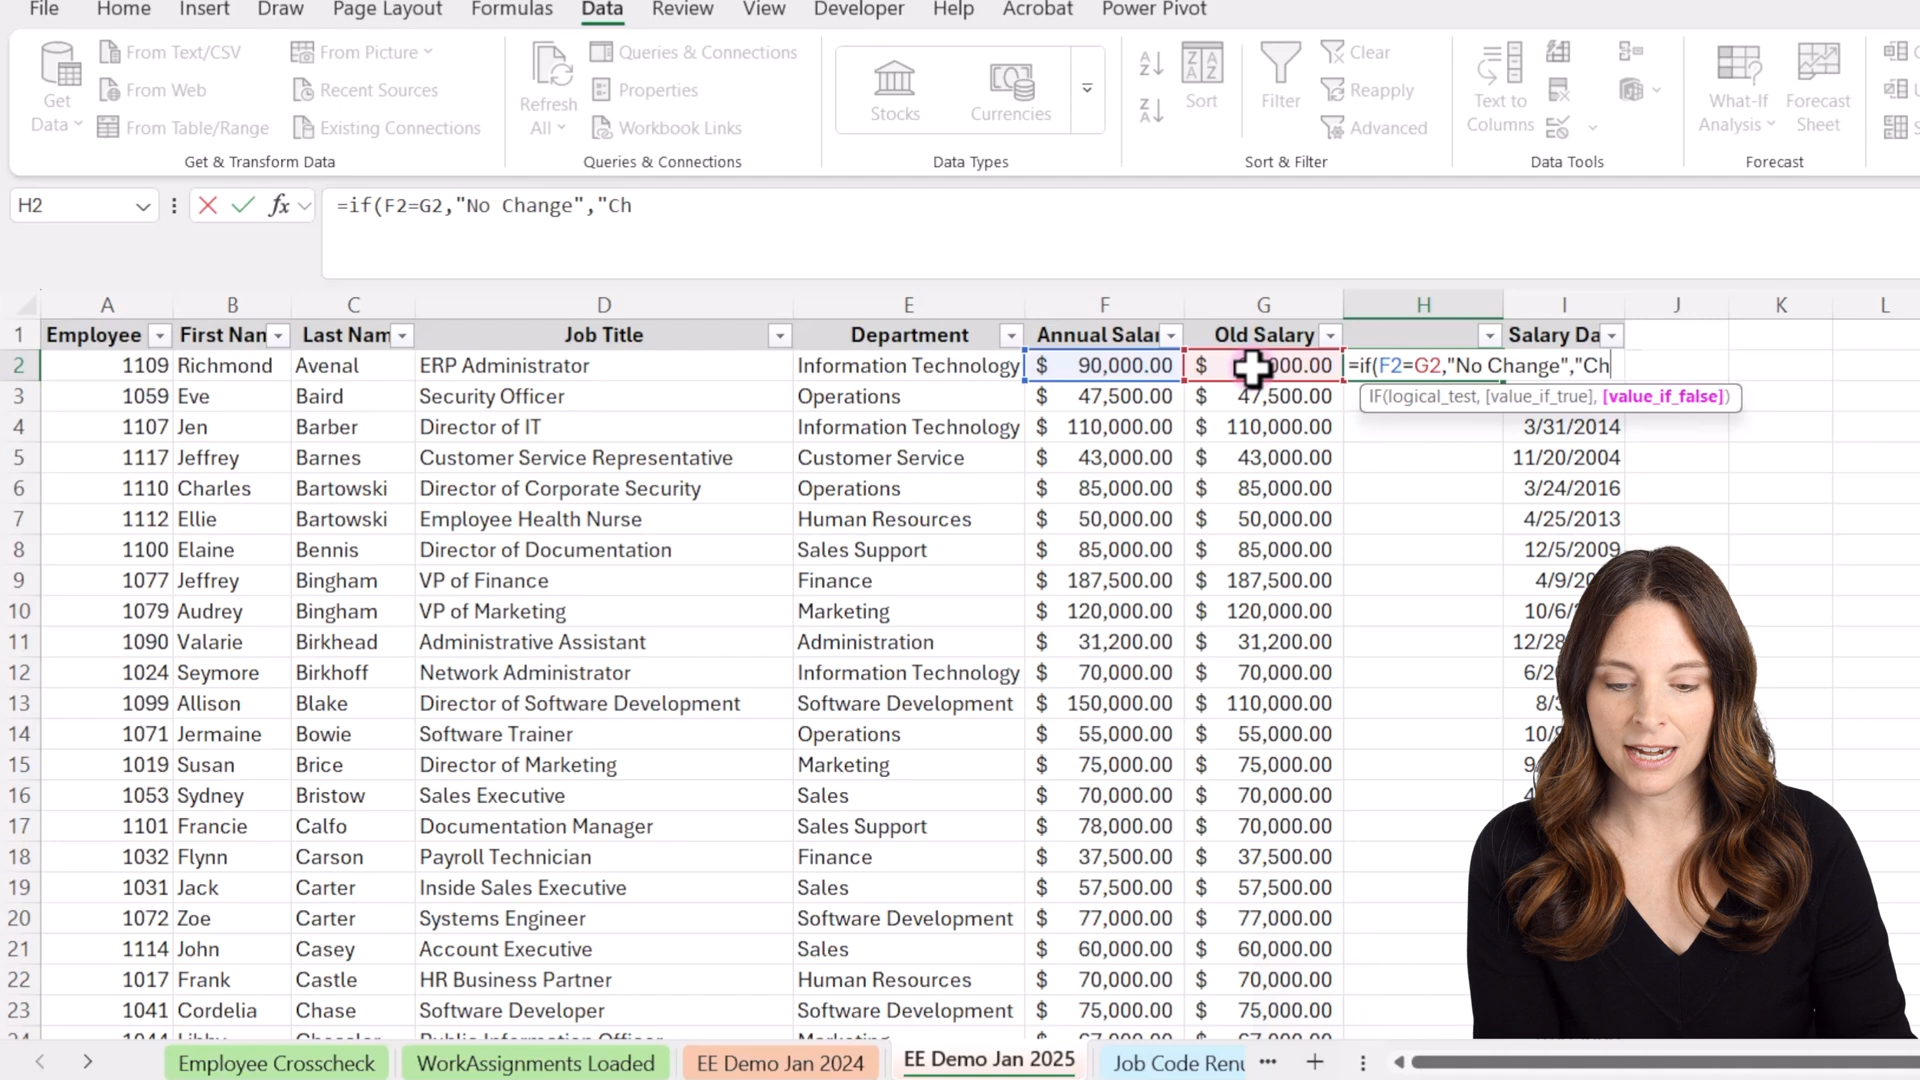 File Home Insert Draw Page Layout Formulas Data Review View Developer Help Acrobat Power Pivot
Get Data
From Text/CSV
From Web
From Table/Range
From Picture
Recent Sources
Existing Connections
Get & Transform Data
Refresh All
Queries & Connections
Properties
Workbook Links
Queries & Connections
Stocks
Currencies
Data Types
Sort
Filter
Clear
Reapply
Advanced
Sort & Filter
Text to Columns
Data Tools
What-If Analysis
Forecast Sheet
Forecast
H2 fx =if(F2=G2,"No Change","Ch
A B C D E F G H I J K L
1 Employee First Nan Last Nam Job Title Department Annual Salar Old Salary Salary Da
2 1109 Richmond Avenal ERP Administrator Information Technology $ 90,000.00 $ 000.00 =if(F2=G2,"No Change","Ch
IF(logical_test, [value_if_true], [value_if_false])
3 1059 Eve Baird Security Officer Operations $ 47,500.00 $ 47,500.00
4 1107 Jen Barber Director of IT Information Technology $ 110,000.00 $ 110,000.00 3/31/2014
5 1117 Jeffrey Barnes Customer Service Representative Customer Service $ 43,000.00 $ 43,000.00 11/20/2004
6 1110 Charles Bartowski Director of Corporate Security Operations $ 85,000.00 $ 85,000.00 3/24/2016
7 1112 Ellie Bartowski Employee Health Nurse Human Resources $ 50,000.00 $ 50,000.00 4/25/2013
8 1100 Elaine Bennis Director of Documentation Sales Support $ 85,000.00 $ 85,000.00 12/5/2009
9 1077 Jeffrey Bingham VP of Finance Finance $ 187,500.00 $ 187,500.00 4/9/20
10 1079 Audrey Bingham VP of Marketing Marketing $ 120,000.00 $ 120,000.00 10/6/
11 1090 Valarie Birkhead Administrative Assistant Administration $ 31,200.00 $ 31,200.00 12/28
12 1024 Seymore Birkhoff Network Administrator Information Technology $ 70,000.00 $ 70,000.00 6/2
13 1099 Allison Blake Director of Software Development Software Development $ 150,000.00 $ 110,000.00 8/
14 1071 Jermaine Bowie Software Trainer Operations $ 55,000.00 $ 55,000.00 10/
15 1019 Susan Brice Director of Marketing Marketing $ 75,000.00 $ 75,000.00 9
16 1053 Sydney Bristow Sales Executive Sales $ 70,000.00 $ 70,000.00
17 1101 Francie Calfo Documentation Manager Sales Support $ 78,000.00 $ 70,000.00
18 1032 Flynn Carson Payroll Technician Finance $ 37,500.00 $ 37,500.00
19 1031 Jack Carter Inside Sales Executive Sales $ 57,500.00 $ 57,500.00
20 1072 Zoe Carter Systems Engineer Software Development $ 77,000.00 $ 77,000.00
21 1114 John Casey Account Executive Sales $ 60,000.00 $ 60,000.00
22 1017 Frank Castle HR Business Partner Human Resources $ 70,000.00 $ 70,000.00
23 1041 Cordelia Chase Software Developer Software Development $ 75,000.00 $ 75,000.00
Employee Crosscheck WorkAssignments Loaded EE Demo Jan 2024 EE Demo Jan 2025 Job Code Renu